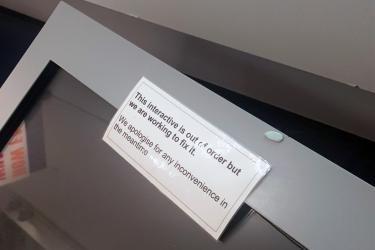 This interactive is out of order but
we are working to fix it.
We apologise for any inconvenience in
the meantime